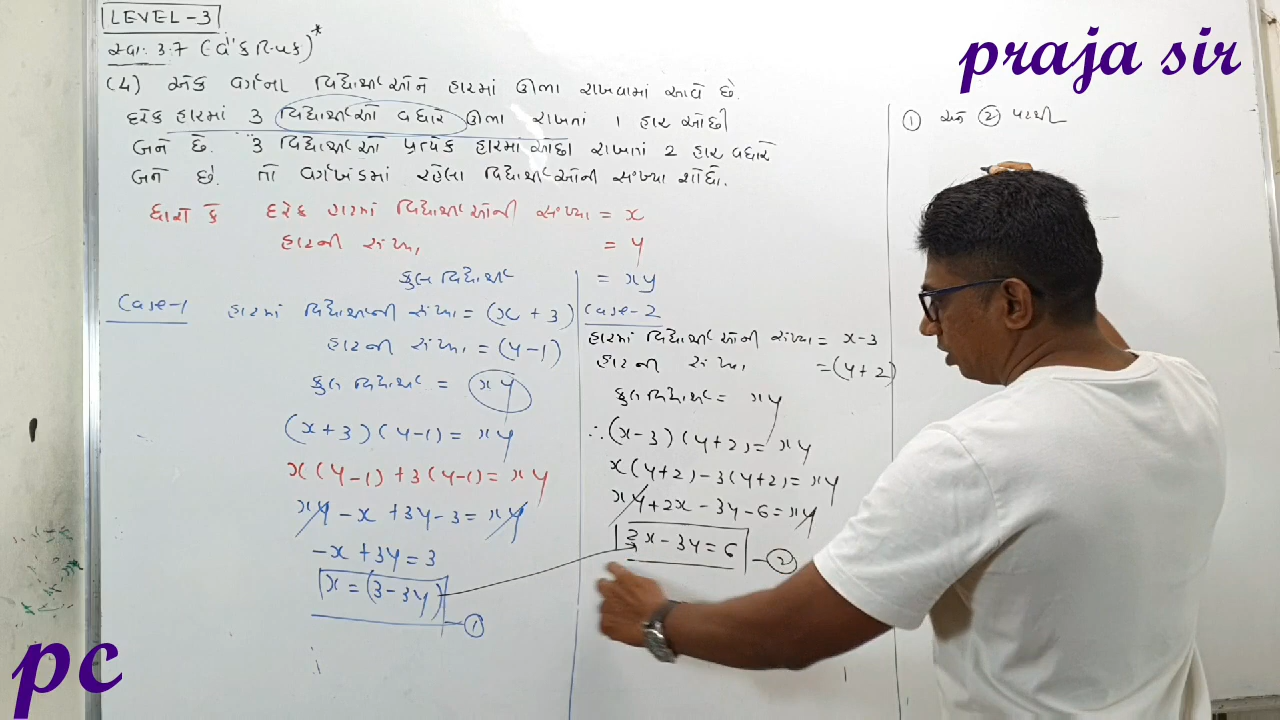 praja sir
LEVEL-3
સ્વા: 3.7 (વૈકલ્પિક)*
(4) એક વર્ગના વિદ્યાર્થીઓને હારમાં ઊભા રાખવામાં આવે છે.
દરેક હારમાં 3 વિદ્યાર્થીઓ વધારે ઊભા રાખતાં 1 હાર ઓછી
બને છે. 3 વિદ્યાર્થીઓ પ્રત્યેક હારમાં ઓછા રાખતાં 2 હાર વધારે
બને છે. તો વર્ગખંડમાં રહેલા વિદ્યાર્થીઓની સંખ્યા શોધો.
ધારો કે દરેક હારમાં વિદ્યાર્થીઓની સંખ્યા = x
હારની સંખ્યા = y
કુલ વિદ્યાર્થી = xy
Case-1 હારમાં વિદ્યાર્થીની સંખ્યા = (x + 3)
હારની સંખ્યા = (y-1)
કુલ વિદ્યાર્થી = xy
(x+3)(y-1) = xy
x(y-1)+3(y-1)=xy
xy-x+3y-3=xy
-x+3y=3
x=(3-3y) ①
Case-2
હારમાં વિદ્યાર્થીઓની સંખ્યા = x-3
હારની સંખ્યા =(y+2)
કુલ વિદ્યાર્થી = xy
∴(x-3)(y+2)=xy
x(y+2)-3(y+2)=xy
xy+2x-3y-6=xy
2x-3y=6 ②
① અને ② પરથી
pc